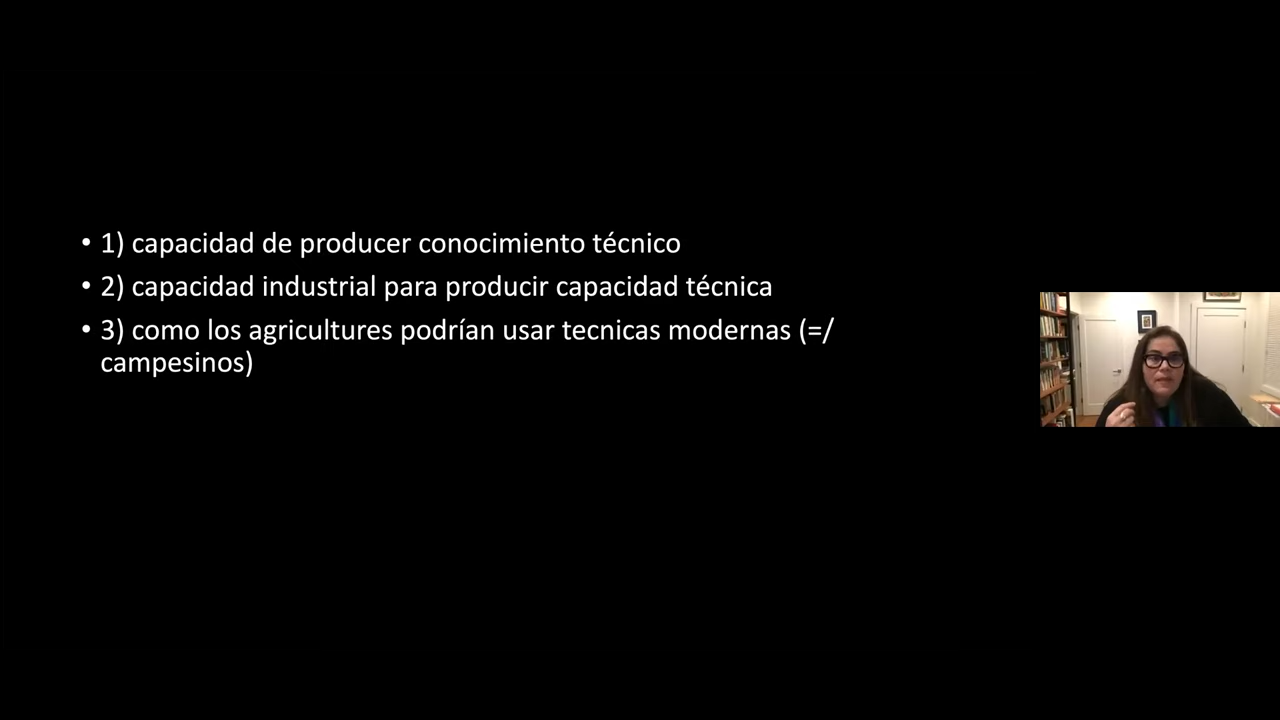 • 1) capacidad de producer conocimiento técnico
• 2) capacidad industrial para producir capacidad técnica
• 3) como los agricultures podrían usar tecnicas modernas (=/
campesinos)